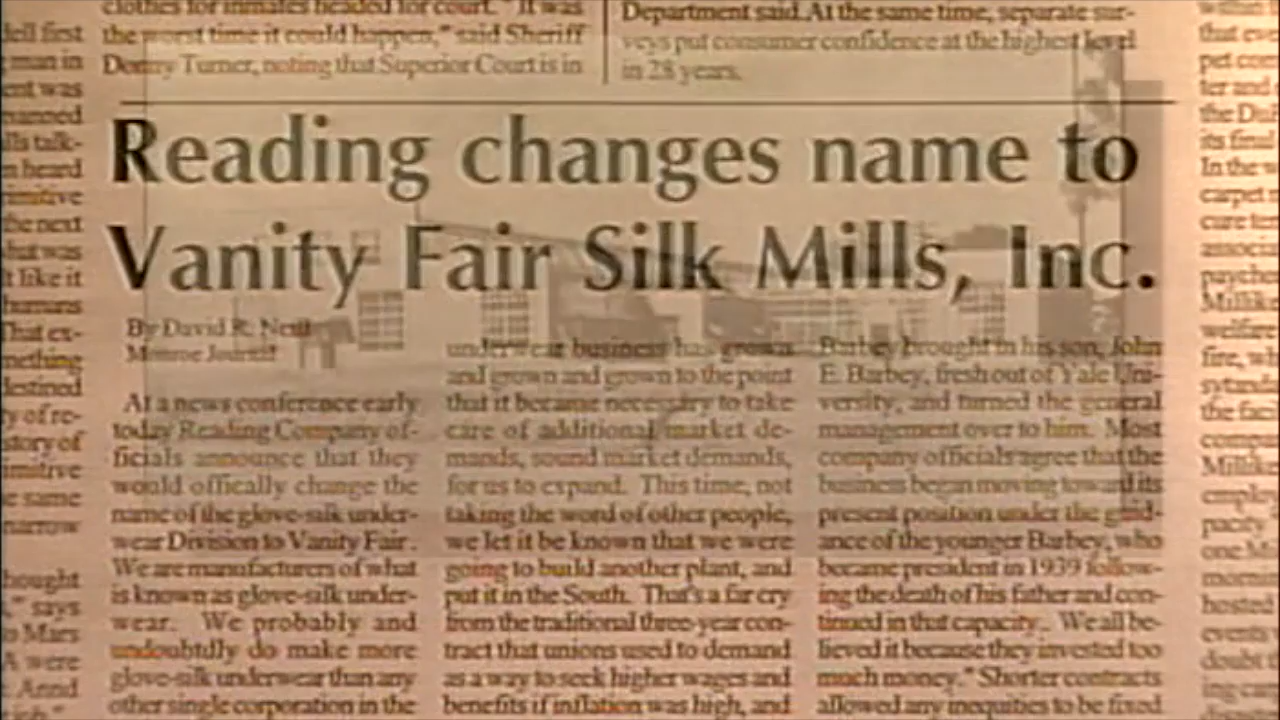 clothes for inmates headed for court." It was
the worst time it could happen," said Sheriff
Donny Turner, noting that Superior Court is in
Department said. At the same time, separate sur-
veys put consumer confidence at the highest level
in 28 years.
Reading changes name to
Vanity Fair Silk Mills, Inc.
By David R. Neill
Monroe Journal
At a news conference early
today Reading Company of-
ficials announce that they
would offically change the
name of the glove-silk under-
wear Division to Vanity Fair.
We are manufacturers of what
is known as glove-silk under-
wear. We probably and
undoubtdly do make more
glove-silk underwear than any
other single corporation in the
underwear business has grown
and grown and grown to the point
that it became necessary to take
care of additional market de-
mands, sound market demands,
for us to expand. This time, not
taking the word of other people,
we let it be known that we were
going to build another plant, and
put it in the South. That's a far cry
from the traditional three-year con-
tract that unions used to demand
as a way to seek higher wages and
benefits if inflation was high, and
Barbey brought in his son, John
E. Barbey, fresh out of Yale Uni-
versity, and turned the general
management over to him. Most
company officials agree that the
business began moving toward its
present position under the guid-
ance of the younger Barbey, who
became president in 1939 follow-
ing the death of his father and con-
tinued in that capacity. We all be-
lieved it because they invested too
much money." Shorter contracts
allowed any inequities to be fixed